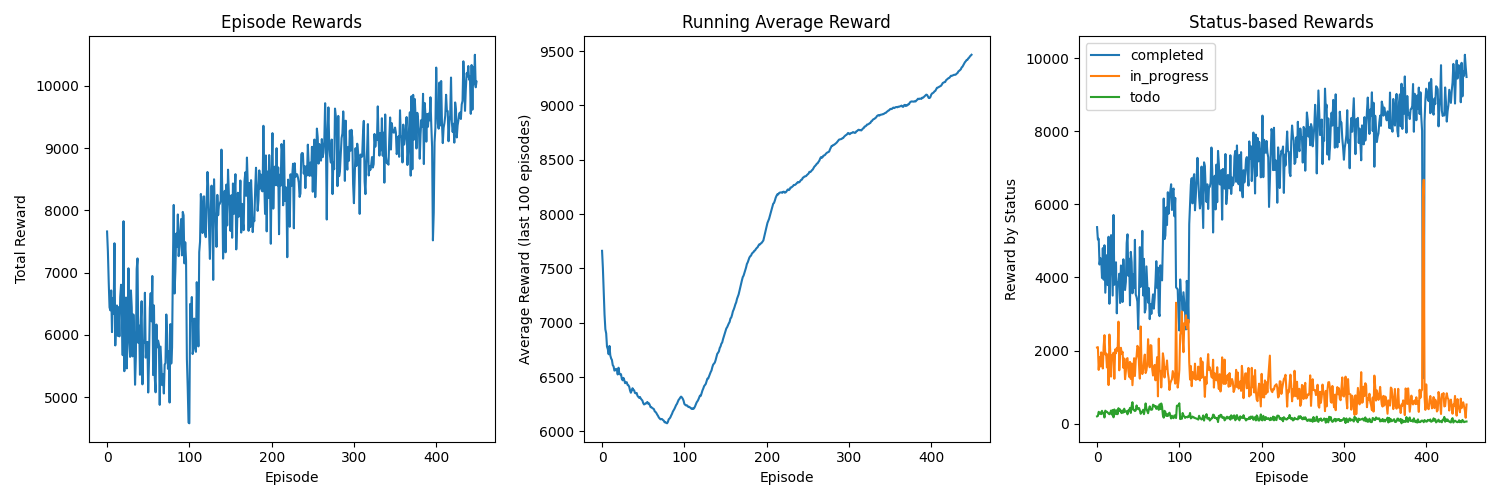 Episode Rewards
Total Reward
10000
9000
8000
7000
6000
5000
0 100 200 300 400
Episode
Running Average Reward
Average Reward (last 100 episodes)
9500
9000
8500
8000
7500
7000
6500
6000
0 100 200 300 400
Episode
Status-based Rewards
Reward by Status
10000
8000
6000
4000
2000
0
completed
in_progress
todo
0 100 200 300 400
Episode